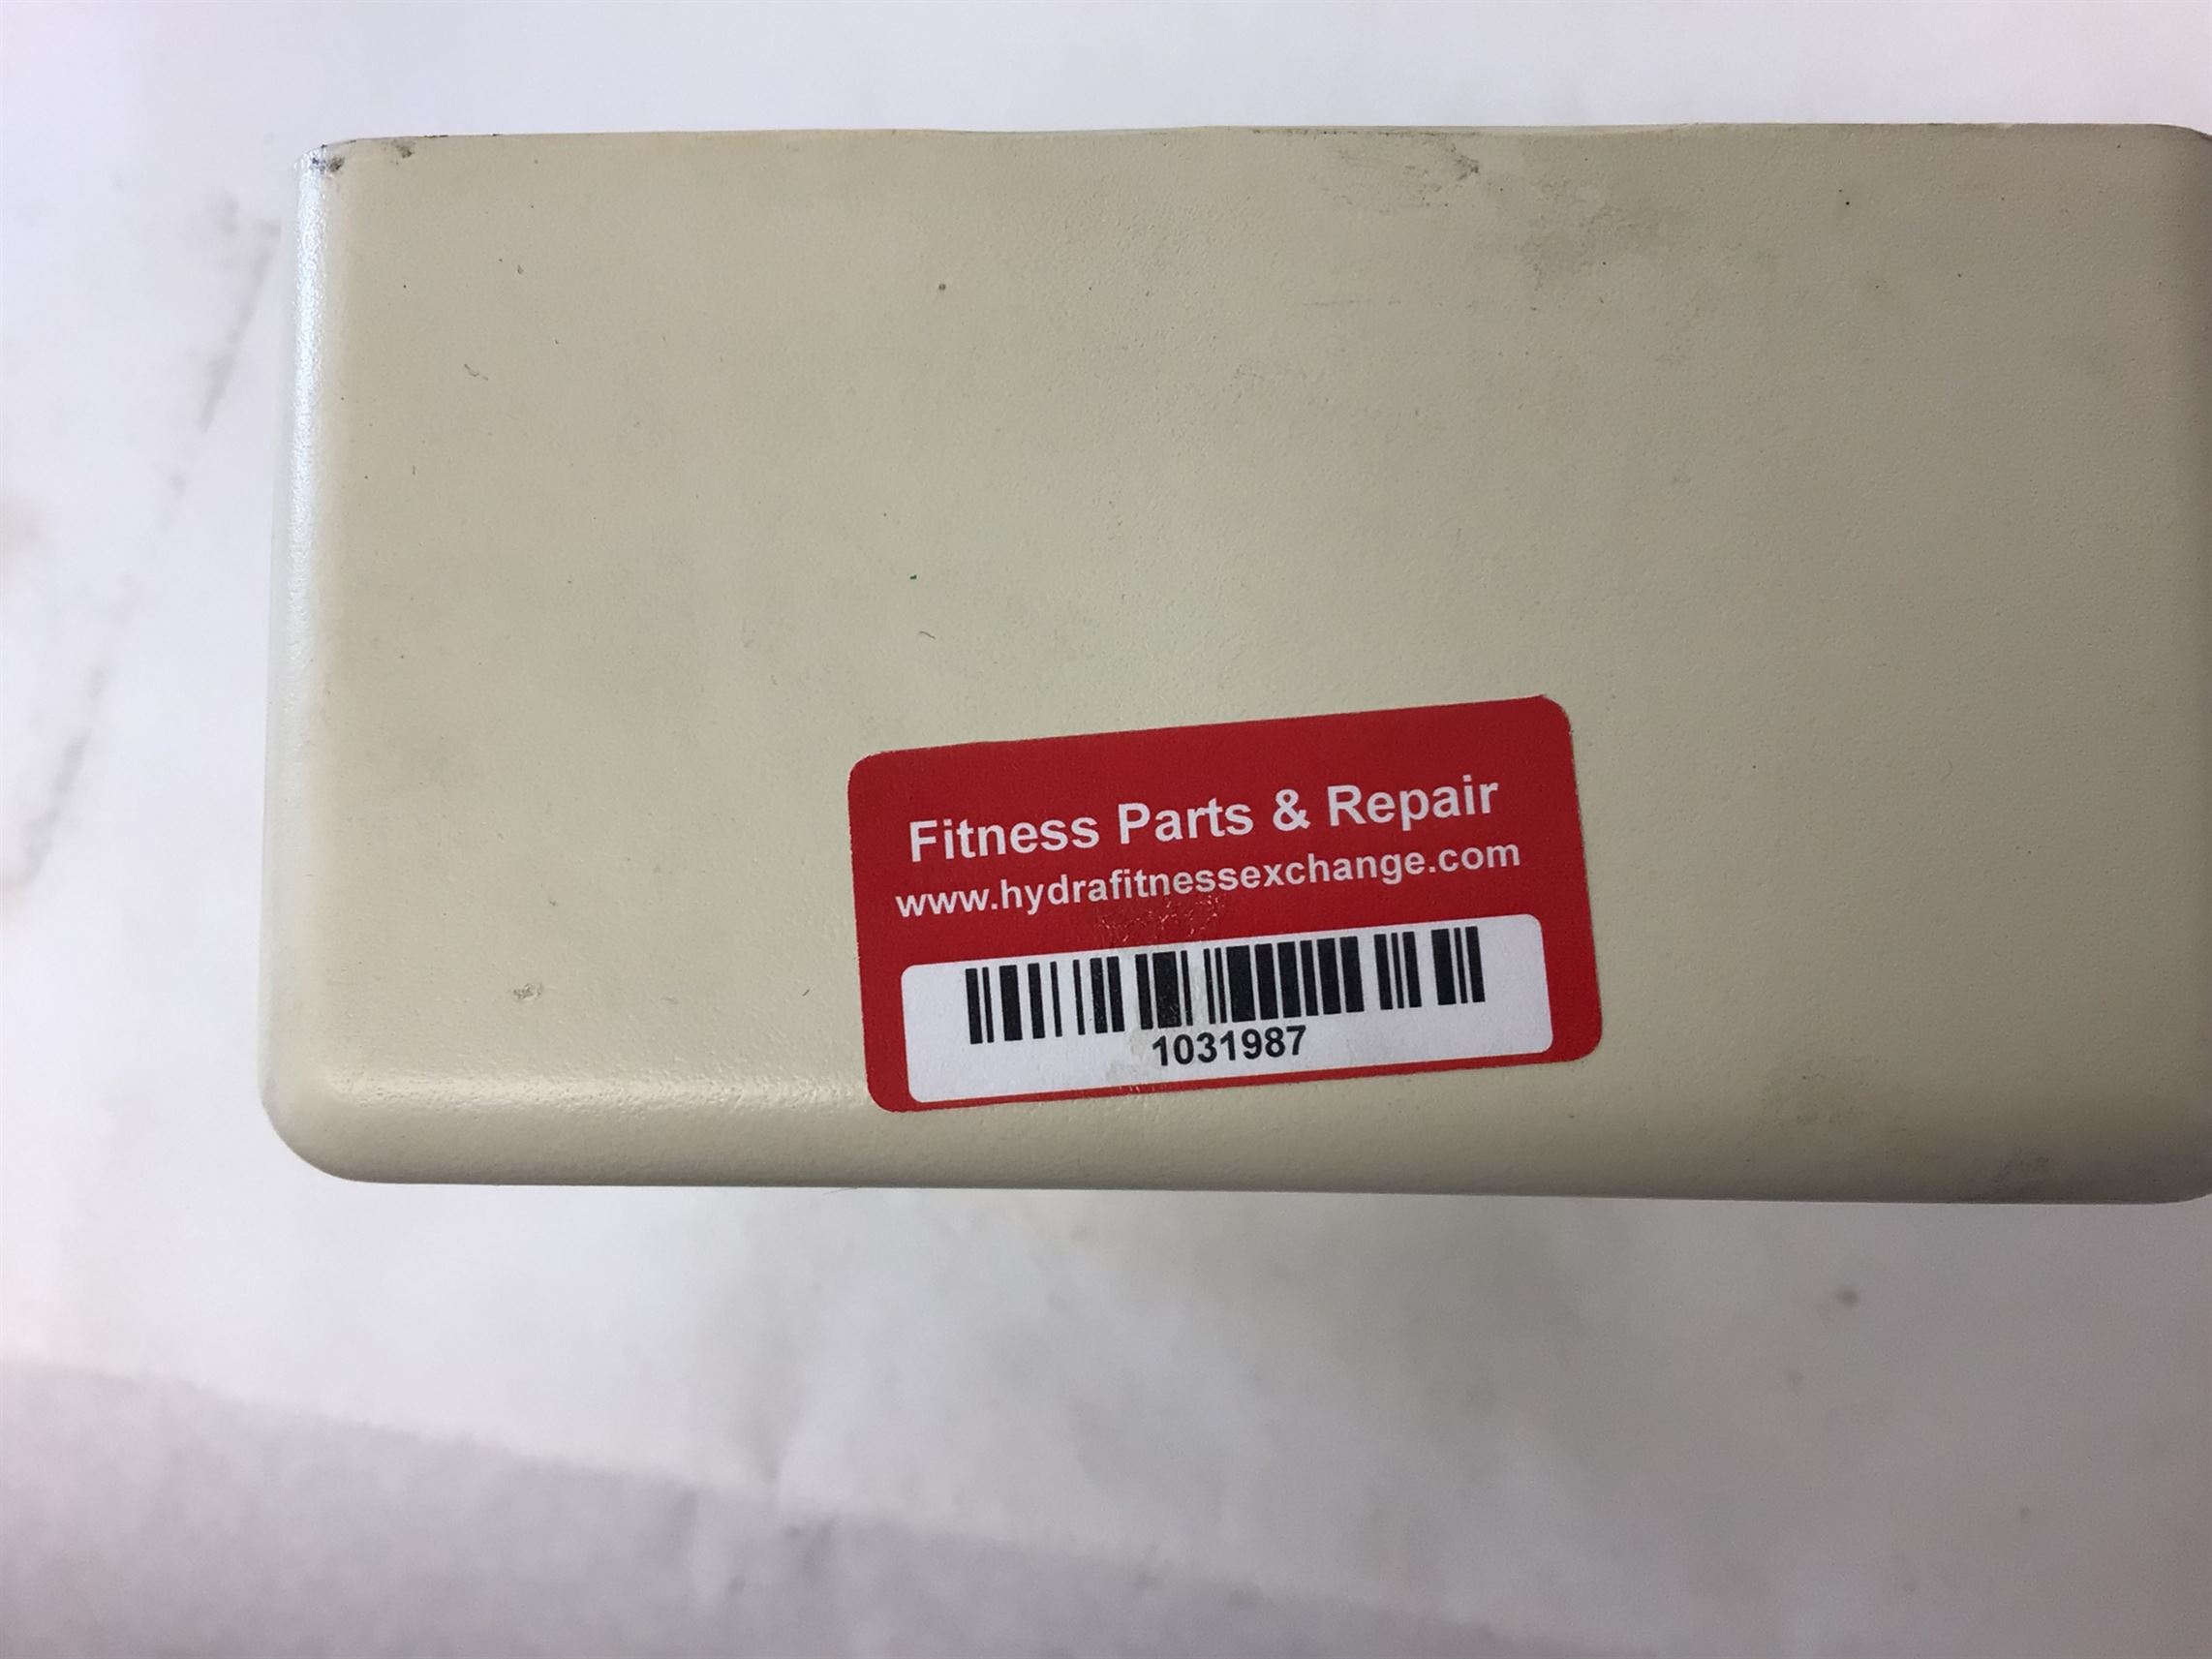 Fitness Parts & Repair
www.hydrafitnessexchange.com
1031987